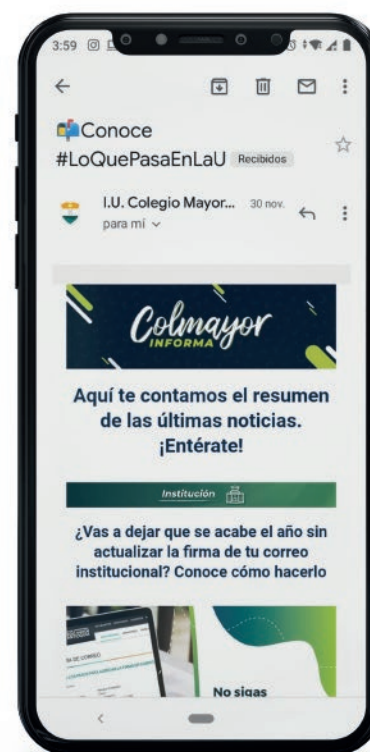 3:59
📬Conoce
#LoQuePasaEnLaU Recibidos
I.U. Colegio Mayor... 30 nov.
para mí
Colmayor
INFORMA
Aquí te contamos el resumen
de las últimas noticias.
¡Entérate!
Institución
¿Vas a dejar que se acabe el año sin
actualizar la firma de tu correo
institucional? Conoce cómo hacerlo
No sigas